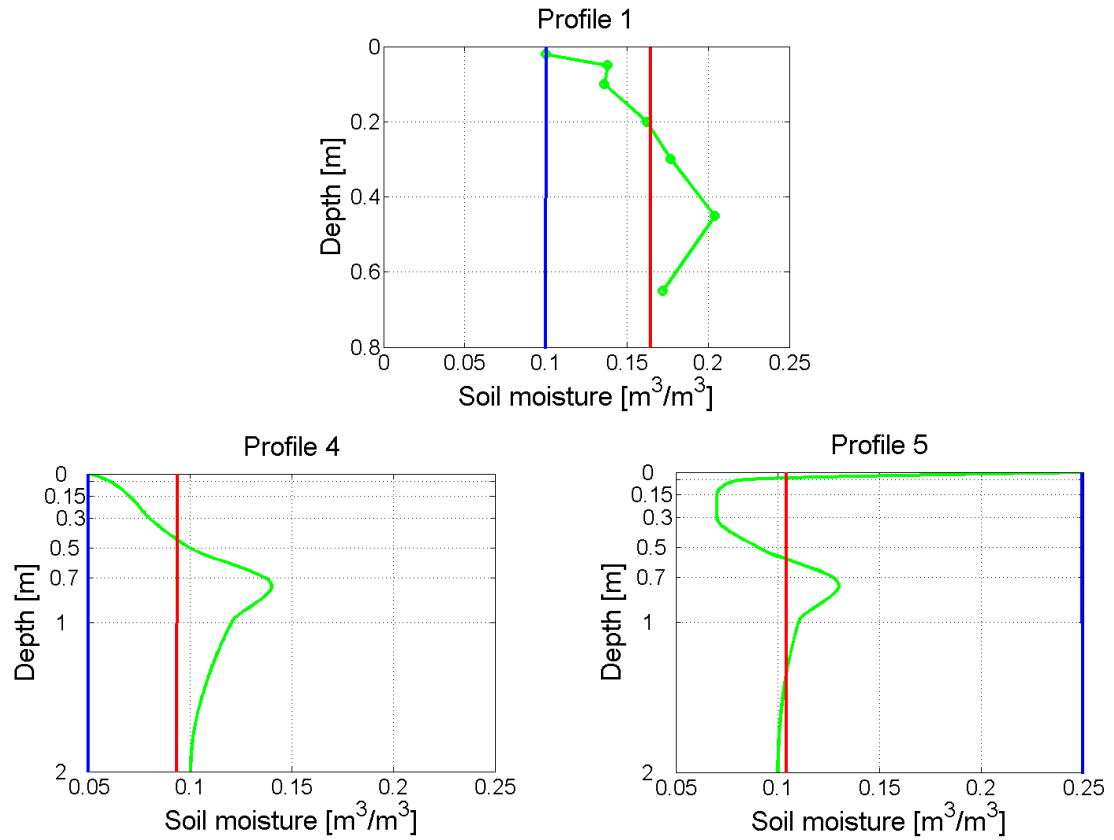 Profile 1
0
0.2
0.4
0.6
0.8
Depth [m]
0 0.05 0.1 0.15 0.2 0.25
Soil moisture [m³/m³]
Profile 4
0
0.15
0.3
0.5
0.7
1
2
Depth [m]
0.05 0.1 0.15 0.2 0.25
Soil moisture [m³/m³]
Profile 5
0
0.15
0.3
0.5
0.7
1
2
Depth [m]
0.05 0.1 0.15 0.2 0.25
Soil moisture [m³/m³]